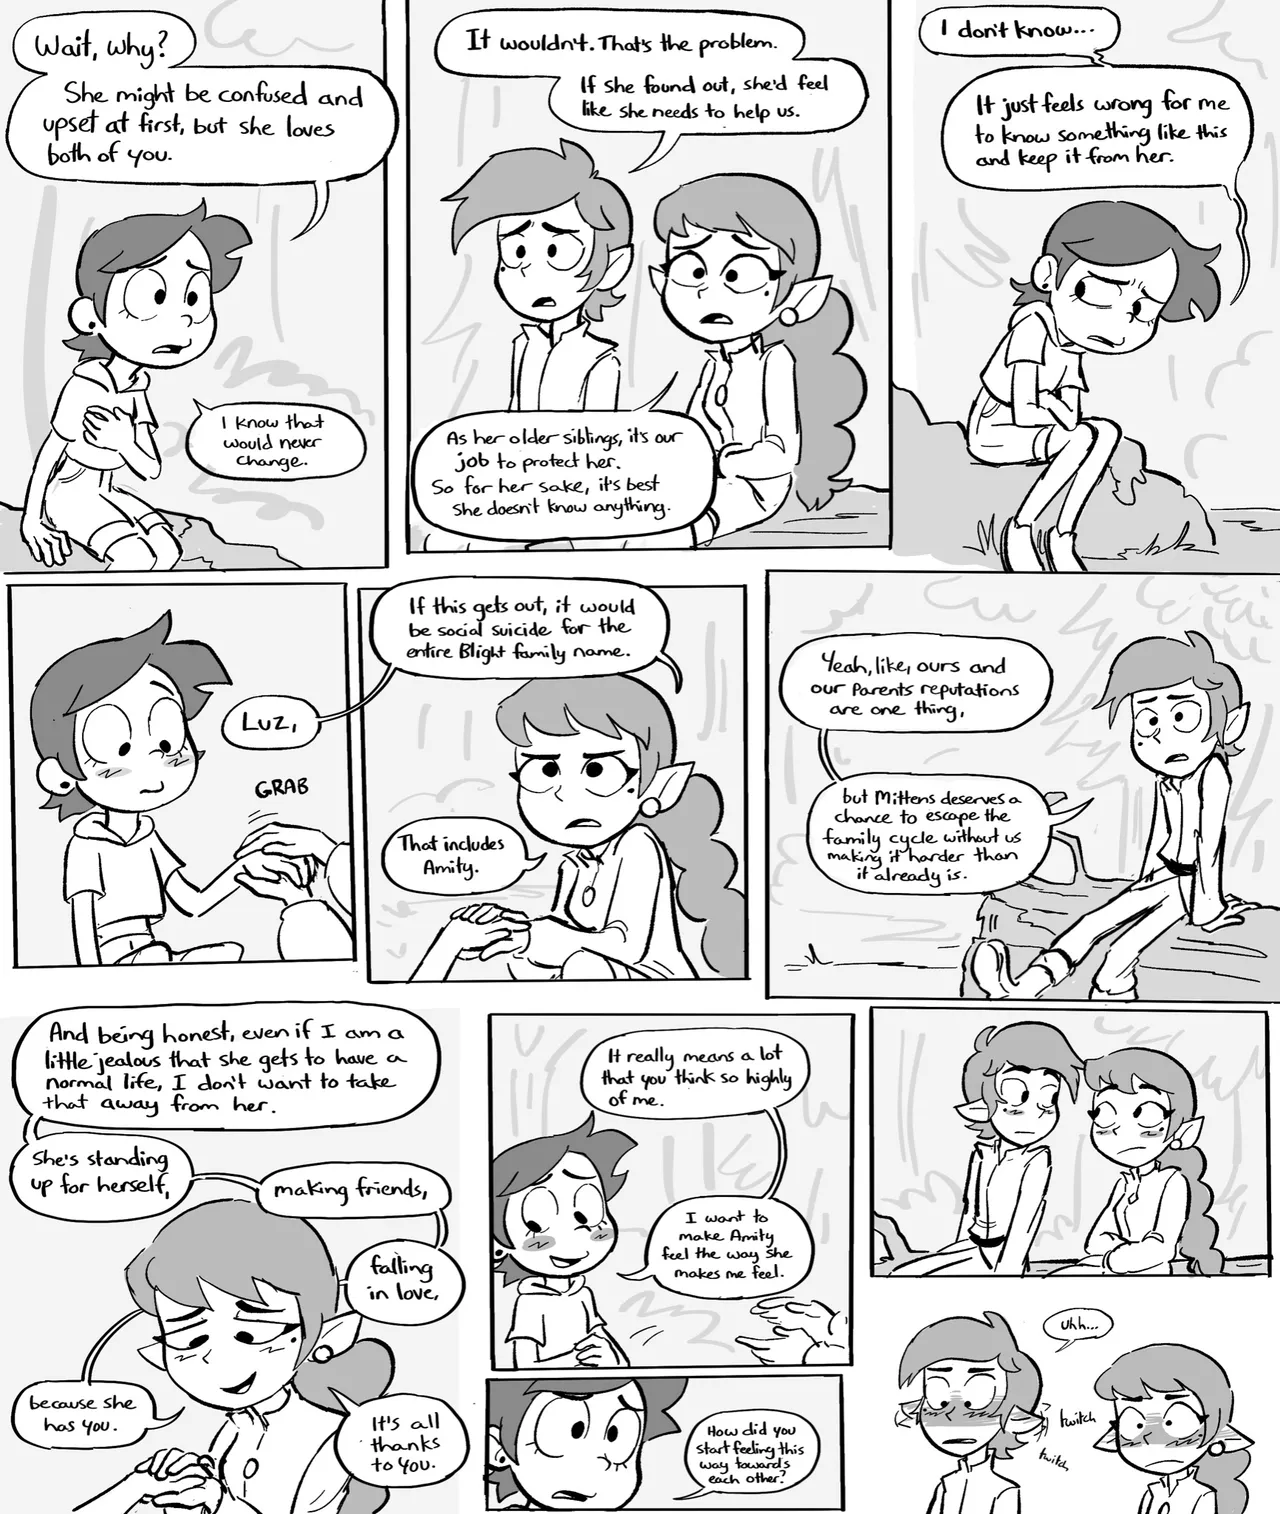 Wait, why?
She might be confused and
upset at first, but she loves
both of you.
I know that
would never
change.
It wouldn't. That's the problem.
If she found out, she'd feel
like she needs to help us.
As her older siblings, it's our
job to protect her.
So for her sake, it's best
she doesn't know anything.
I don't know...
It just feels wrong for me
to know something like this
and keep it from her.
Luz,
GRAB
If this gets out, it would
be social suicide for the
entire Blight family name.
That includes
Amity.
Yeah, like, ours and
our parents reputations
are one thing,
but Mittens deserves a
chance to escape the
family cycle without us
making it harder than
it already is.
And being honest, even if I am a
little jealous that she gets to have a
normal life, I don't want to take
that away from her.
She's standing
up for herself,
making friends,
falling
in love,
because she
has you.
It's all
thanks
to you.
It really means a lot
that you think so highly
of me.
I want to
make Amity
feel the way she
makes me feel.
How did you
start feeling this
way towards
each other?
uhh...
twitch
twitch